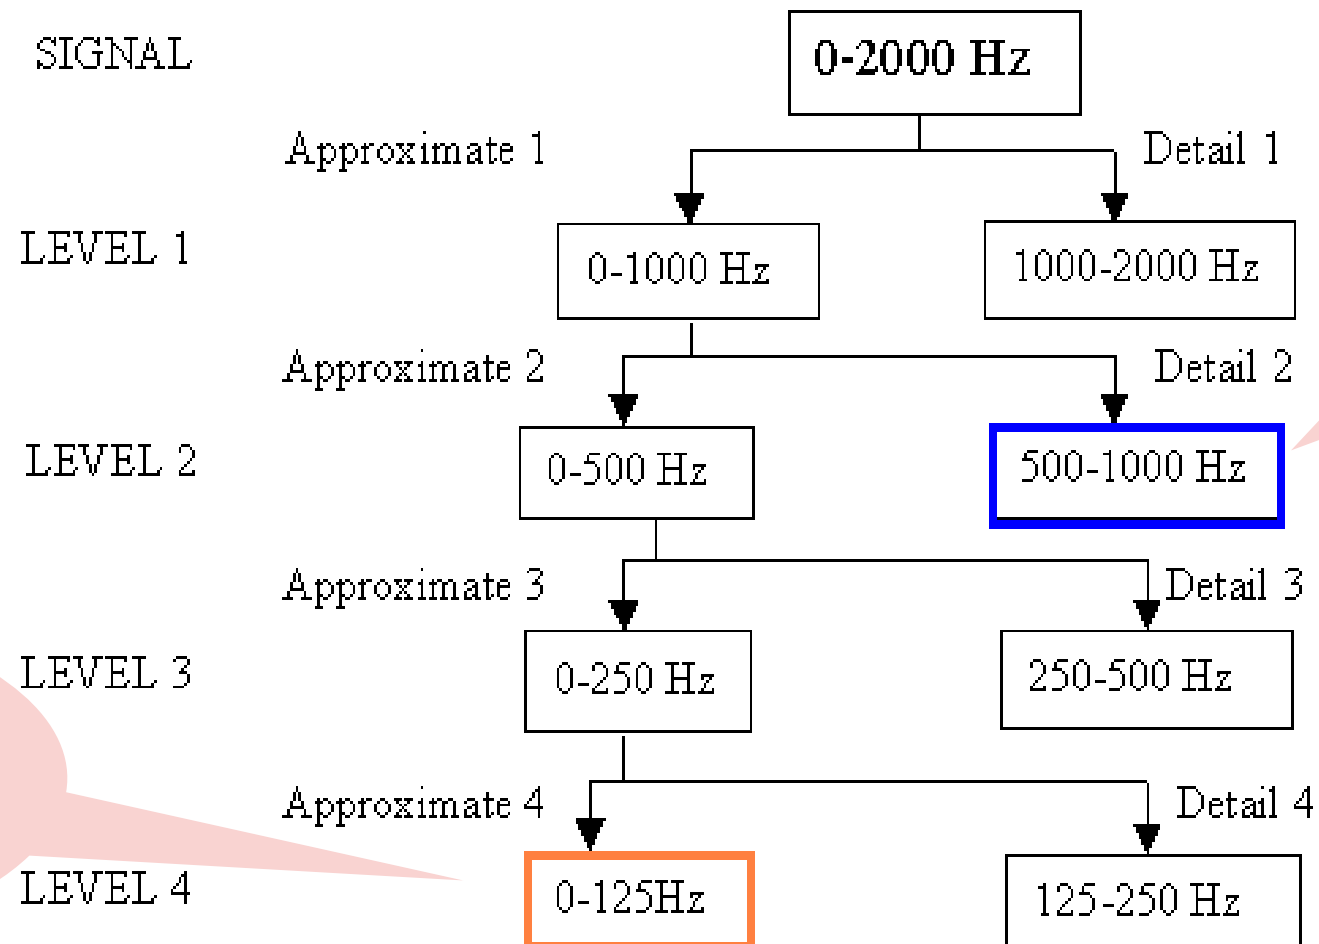 SIGNAL
0-2000 Hz
Approximate 1
Detail 1
LEVEL 1
0-1000 Hz
1000-2000 Hz
Approximate 2
Detail 2
LEVEL 2
0-500 Hz
500-1000 Hz
Approximate 3
Detail 3
LEVEL 3
0-250 Hz
250-500 Hz
Approximate 4
Detail 4
LEVEL 4
0-125Hz
125-250 Hz